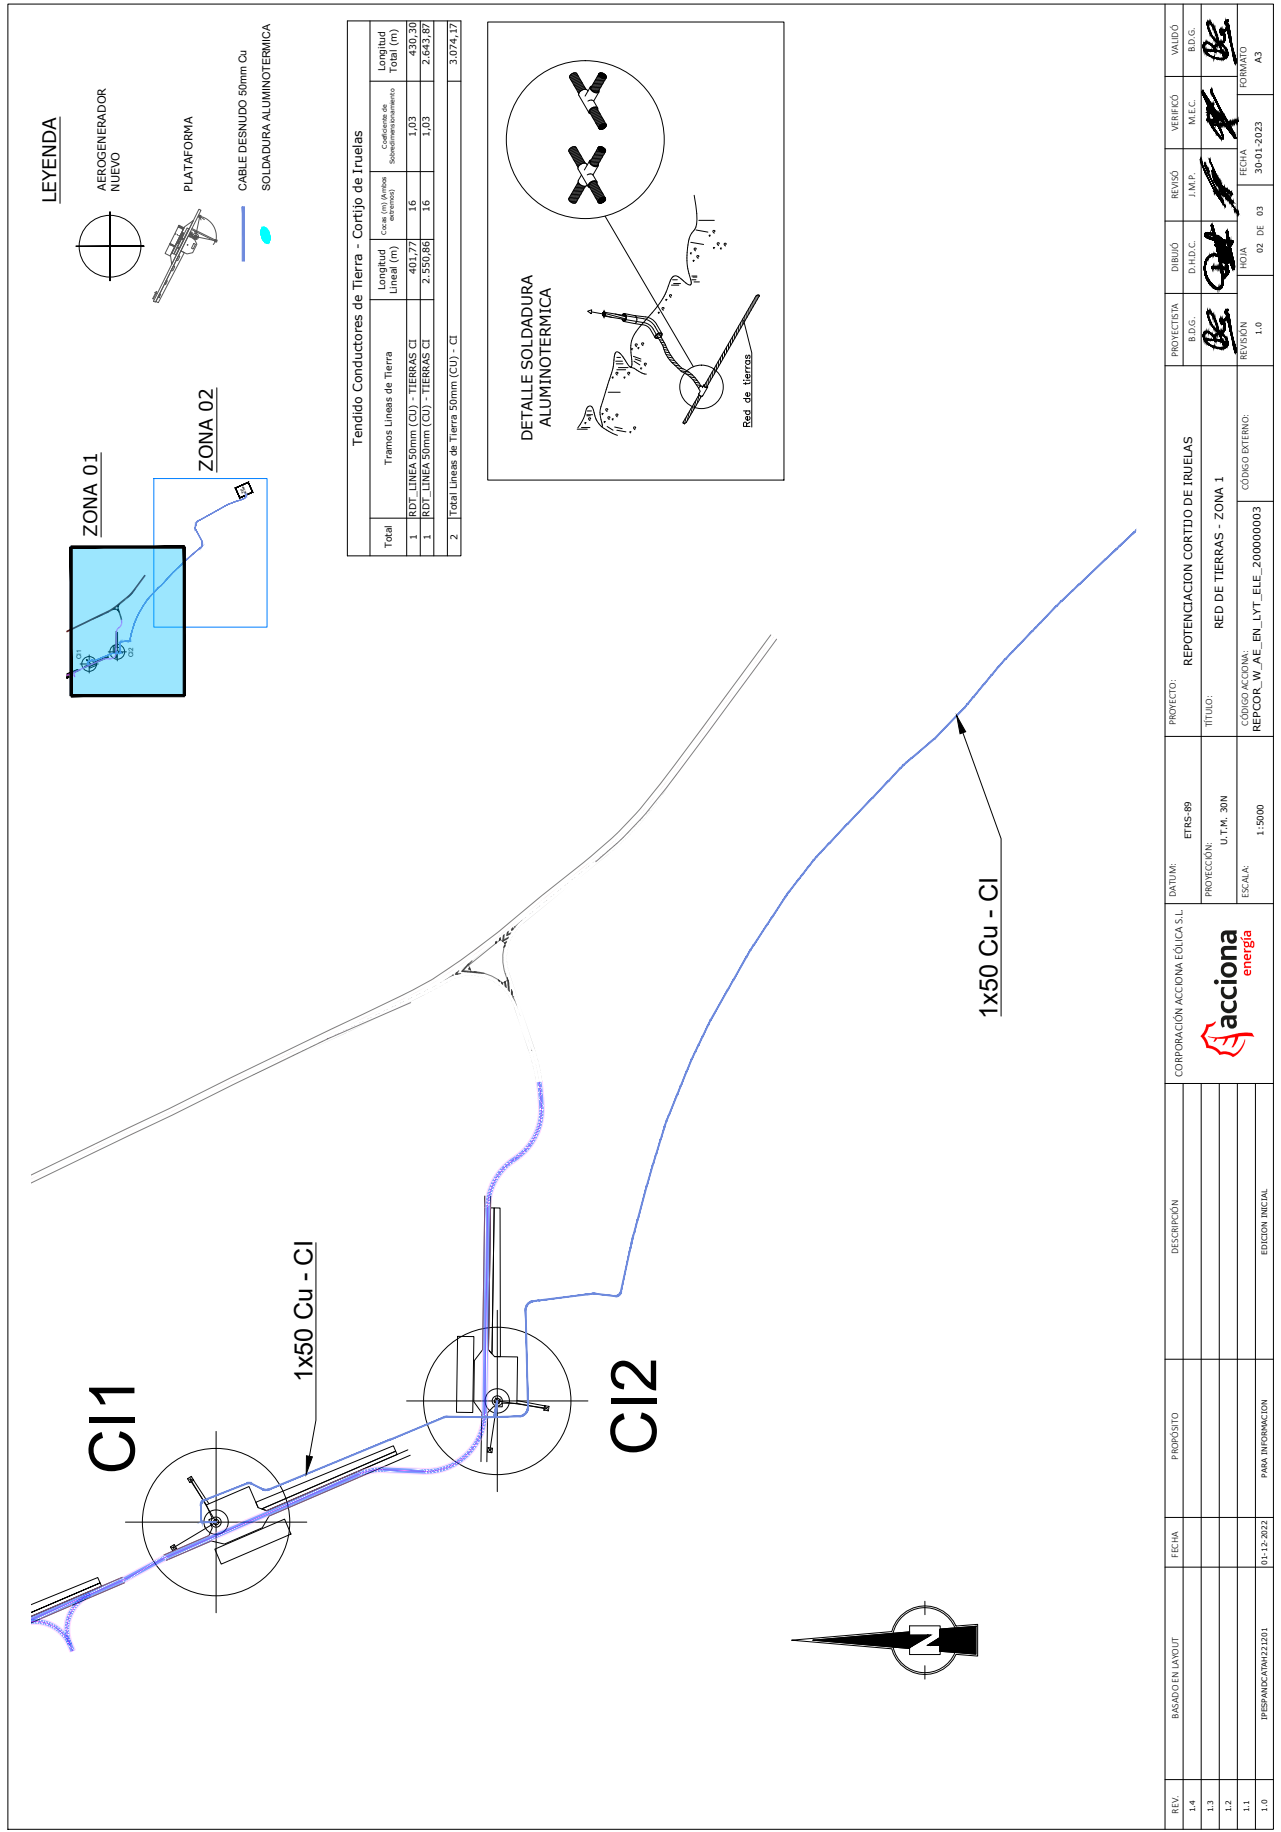 LEYENDA
AEROGENERADOR
NUEVO
PLATAFORMA
CABLE DESNUDO 50mm Cu
SOLDADURA ALUMINOTERMICA
ZONA 01
ZONA 02
CI1
CI2
Tendido Conductores de Tierra - Cortijo de Iruelas
Total
Tramos Lineas de Tierra
Longitud
Lineal (m)
Cocas (m) (Ambos
extremos)
Coeficiente de
Sobredimensionamiento
Longitud
Total (m)
1 RDT_LINEA 50mm (CU) - TIERRAS CI 401,77 16 1,03 430,30
1 RDT_LINEA 50mm (CU) - TIERRAS CI 2.550,86 16 1,03 2.643,87
2 Total Lineas de Tierra 50mm (CU) - CI 3.074,17
DETALLE SOLDADURA
ALUMINOTERMICA
Red de tierras
CI1
1x50 Cu - CI
CI2
1x50 Cu - CI
N
REV. BASADO EN LAYOUT FECHA PROPÓSITO DESCRIPCIÓN
1.4
1.3
1.2
1.1
1.0 IPESPANDCATAH221201 01-12-2022 PARA INFORMACION EDICION INICIAL
CORPORACIÓN ACCIONA EÓLICA S.L
acciona
energía
DATUM:
ETRS-89
PROYECCIÓN:
U.T.M. 30N
ESCALA:
1:5000
PROYECTO:
REPOTENCIACION CORTIJO DE IRUELAS
TÍTULO:
RED DE TIERRAS - ZONA 1
CÓDIGO ACCIONA:
REPCOR_W_AE_EN_LYT_ELE_200000003
CÓDIGO EXTERNO:
PROYECTISTA DIBUJÓ REVISÓ VERIFICÓ VALIDÓ
B.D.G. D.H.D.C. J.M.P. M.E.C. B.D.G.
REVISIÓN HOJA FECHA FORMATO
1.0 02 DE 03 30-01-2023 A3